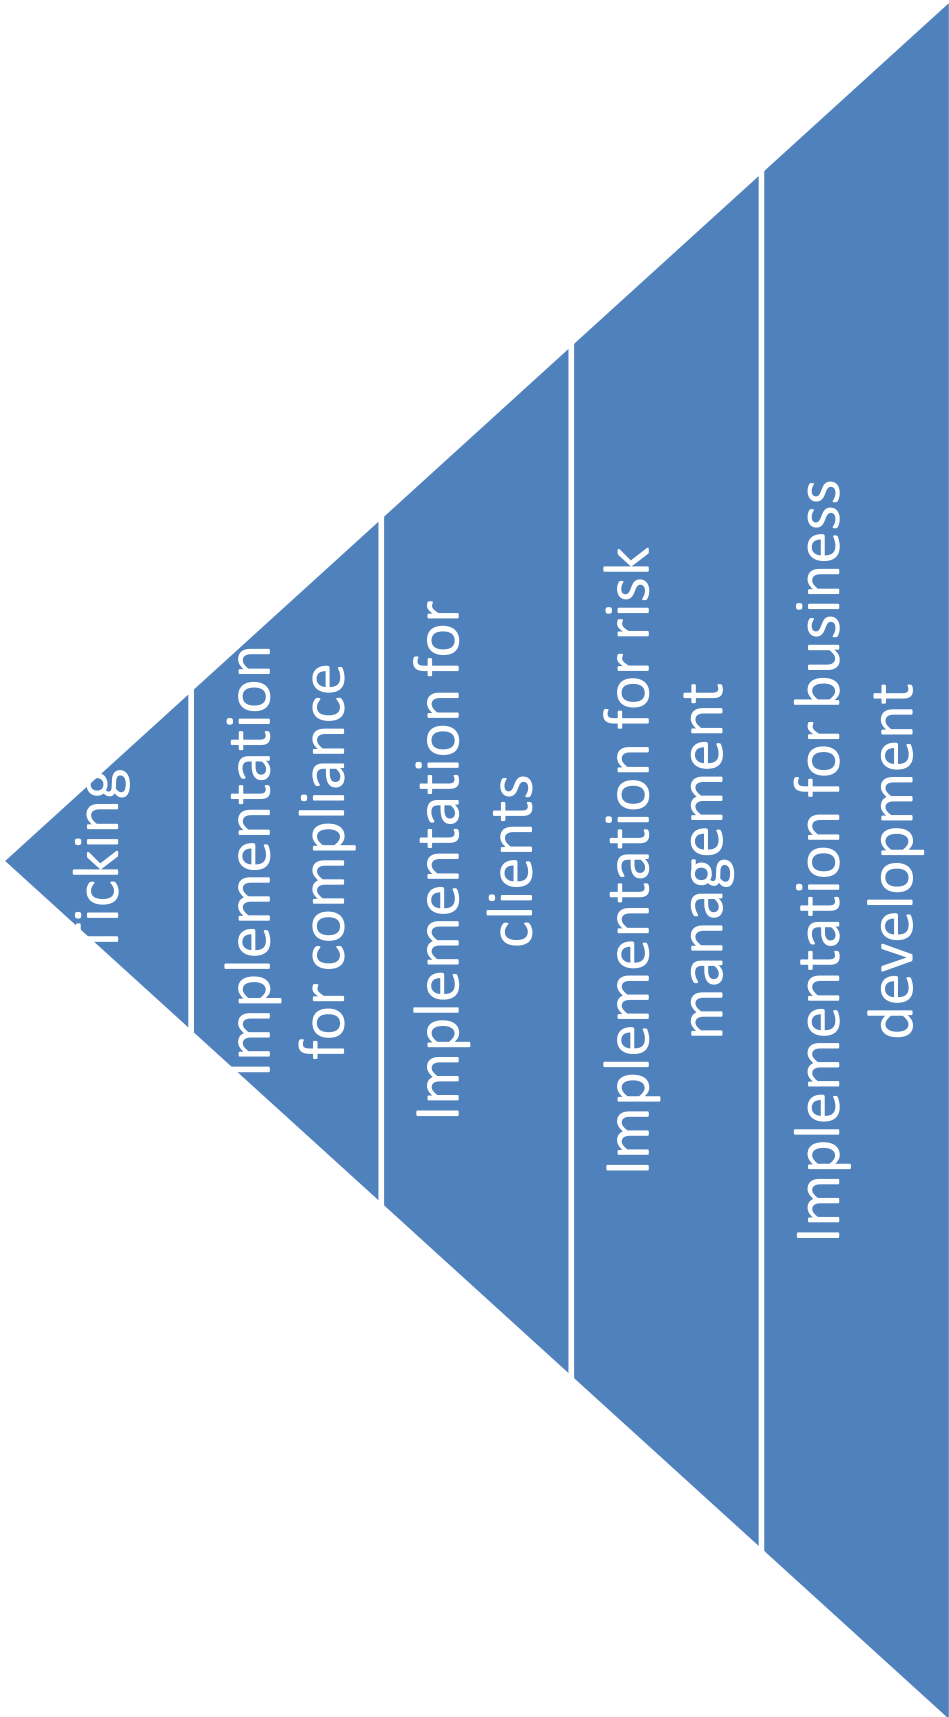 Ticking
Implementation
for compliance
Implementation for
clients
Implementation for risk
management
Implementation for business
development